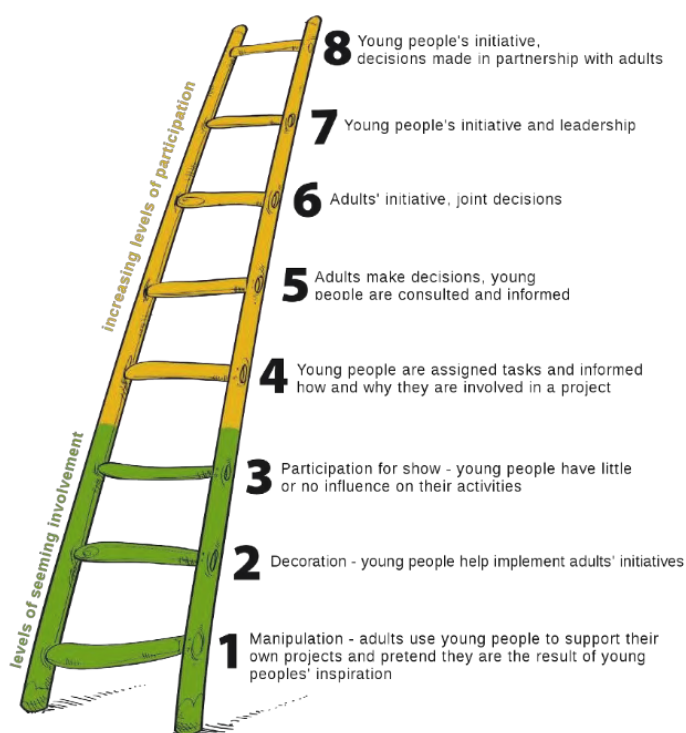 8 Young people's initiative,
decisions made in partnership with adults
7 Young people's initiative and leadership
6 Adults' initiative, joint decisions
5 Adults make decisions, young
people are consulted and informed
4 Young people are assigned tasks and informed
how and why they are involved in a project
3 Participation for show - young people have little
or no influence on their activities
2 Decoration - young people help implement adults' initiatives
1 Manipulation - adults use young people to support their
own projects and pretend they are the result of young
peoples' inspiration
increasing levels of participation
levels of seeming involvement